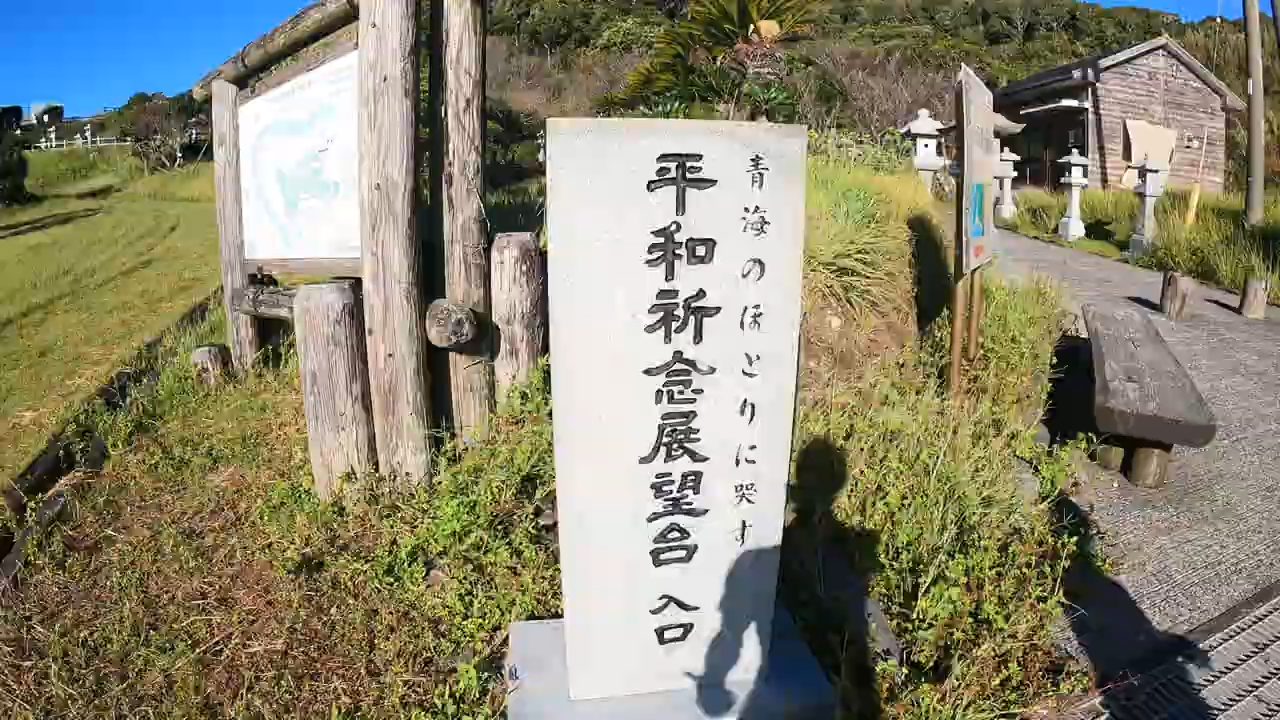 青海のほとりに哭す
平和祈念展望台 入口